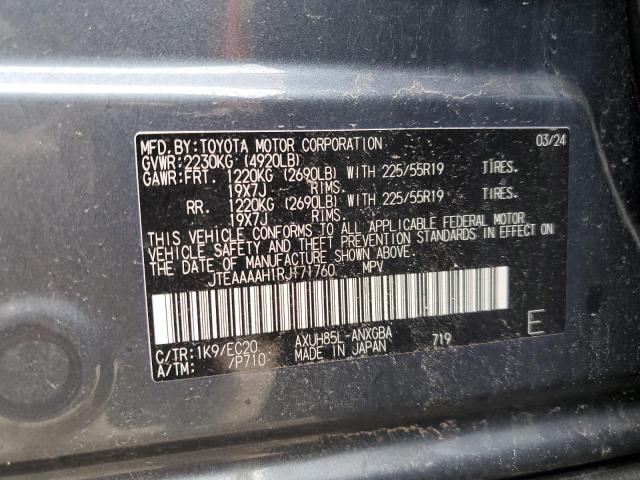 MFD.BY:TOYOTA MOTOR CORPORATION 03/24
GVWR:2230KG (4920LB)
GAWR:FRT. 1220KG (2690LB) WITH 225/55R19 TIRES.
19X7J RIMS.
RR. 1220KG (2690LB) WITH 225/55R19 TIRES.
19X7J RIMS.
THIS VEHICLE CONFORMS TO ALL APPLICABLE FEDERAL MOTOR
VEHICLE SAFETY AND THEFT PREVENTION STANDARDS IN EFFECT ON
THE DATE OF MANUFACTURE SHOWN ABOVE.
JTEAAAAH1RJ171760 MPV
C/TR:1K9/EC20 AXUH85L-ANXGBA 719 E
A/TM: /P710 MADE IN JAPAN